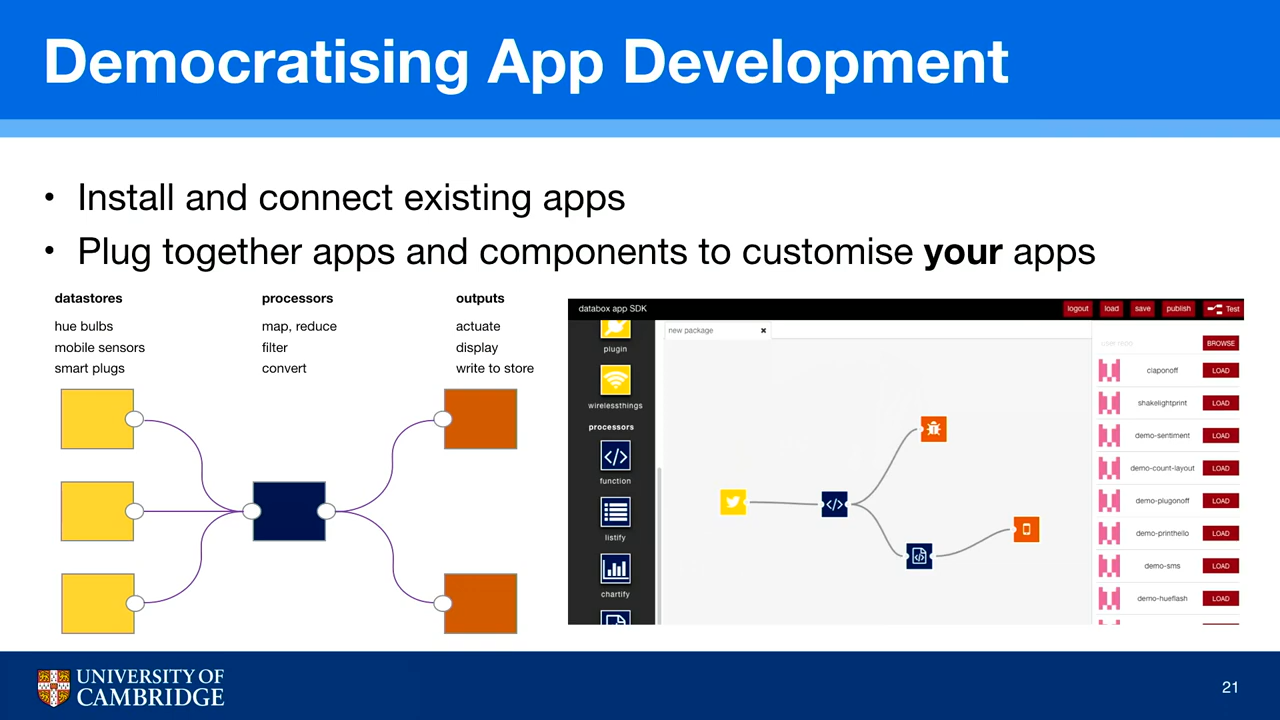 Democratising App Development
• Install and connect existing apps
• Plug together apps and components to customise your apps
datastores
hue bulbs
mobile sensors
smart plugs
processors
map, reduce
filter
convert
outputs
actuate
display
write to store
databox app SDK
logout
load
save
publish
Test
plugin
wirelessthings
processors
function
listify
chartify
new package
BROWSE
ciaponoff LOAD
shakelightprint LOAD
demo-sentiment LOAD
demo-count-layout LOAD
demo-plugonoff LOAD
demo-printhello LOAD
demo-sms LOAD
demo-hueflash LOAD
UNIVERSITY OF
CAMBRIDGE
21